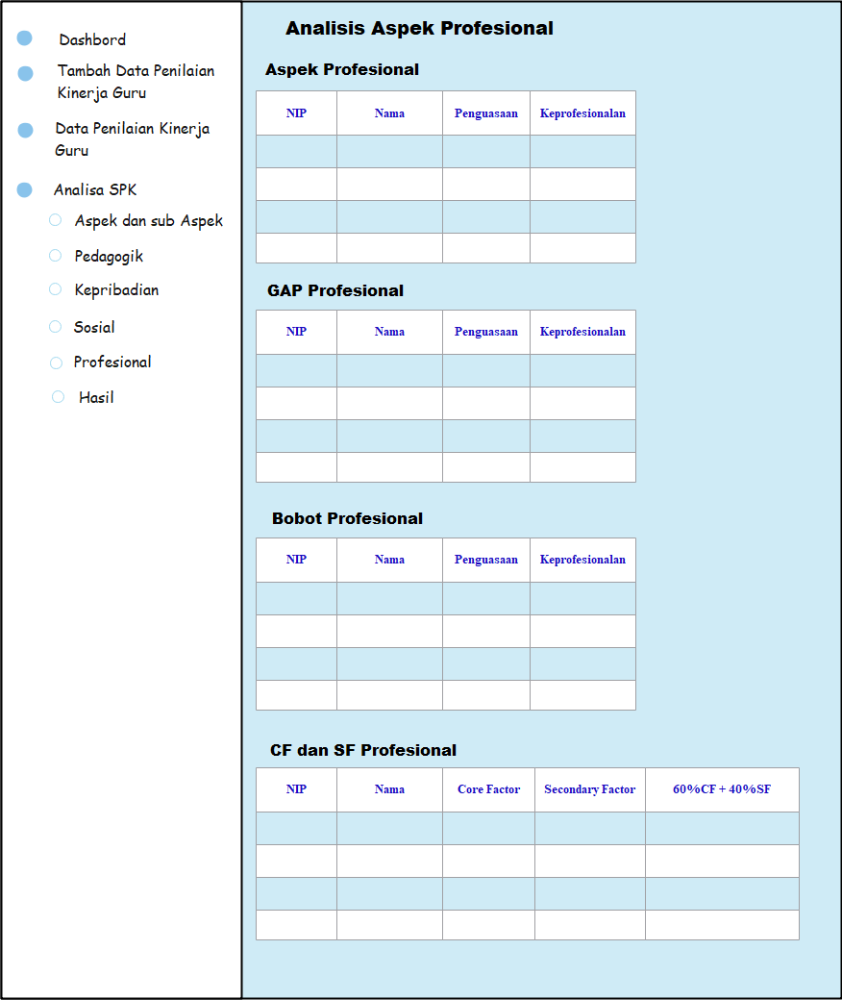 Dashbord
Tambah Data Penilaian
Kinerja Guru
Data Penilaian Kinerja
Guru
Analisa SPK
Aspek dan sub Aspek
Pedagogik
Kepribadian
Sosial
Profesional
Hasil
Analisis Aspek Profesional
Aspek Profesional
NIP Nama Penguasaan Keprofesionalan
GAP Profesional
NIP Nama Penguasaan Keprofesionalan
Bobot Profesional
NIP Nama Penguasaan Keprofesionalan
CF dan SF Profesional
NIP Nama Core Factor Secondary Factor 60%CF + 40%SF